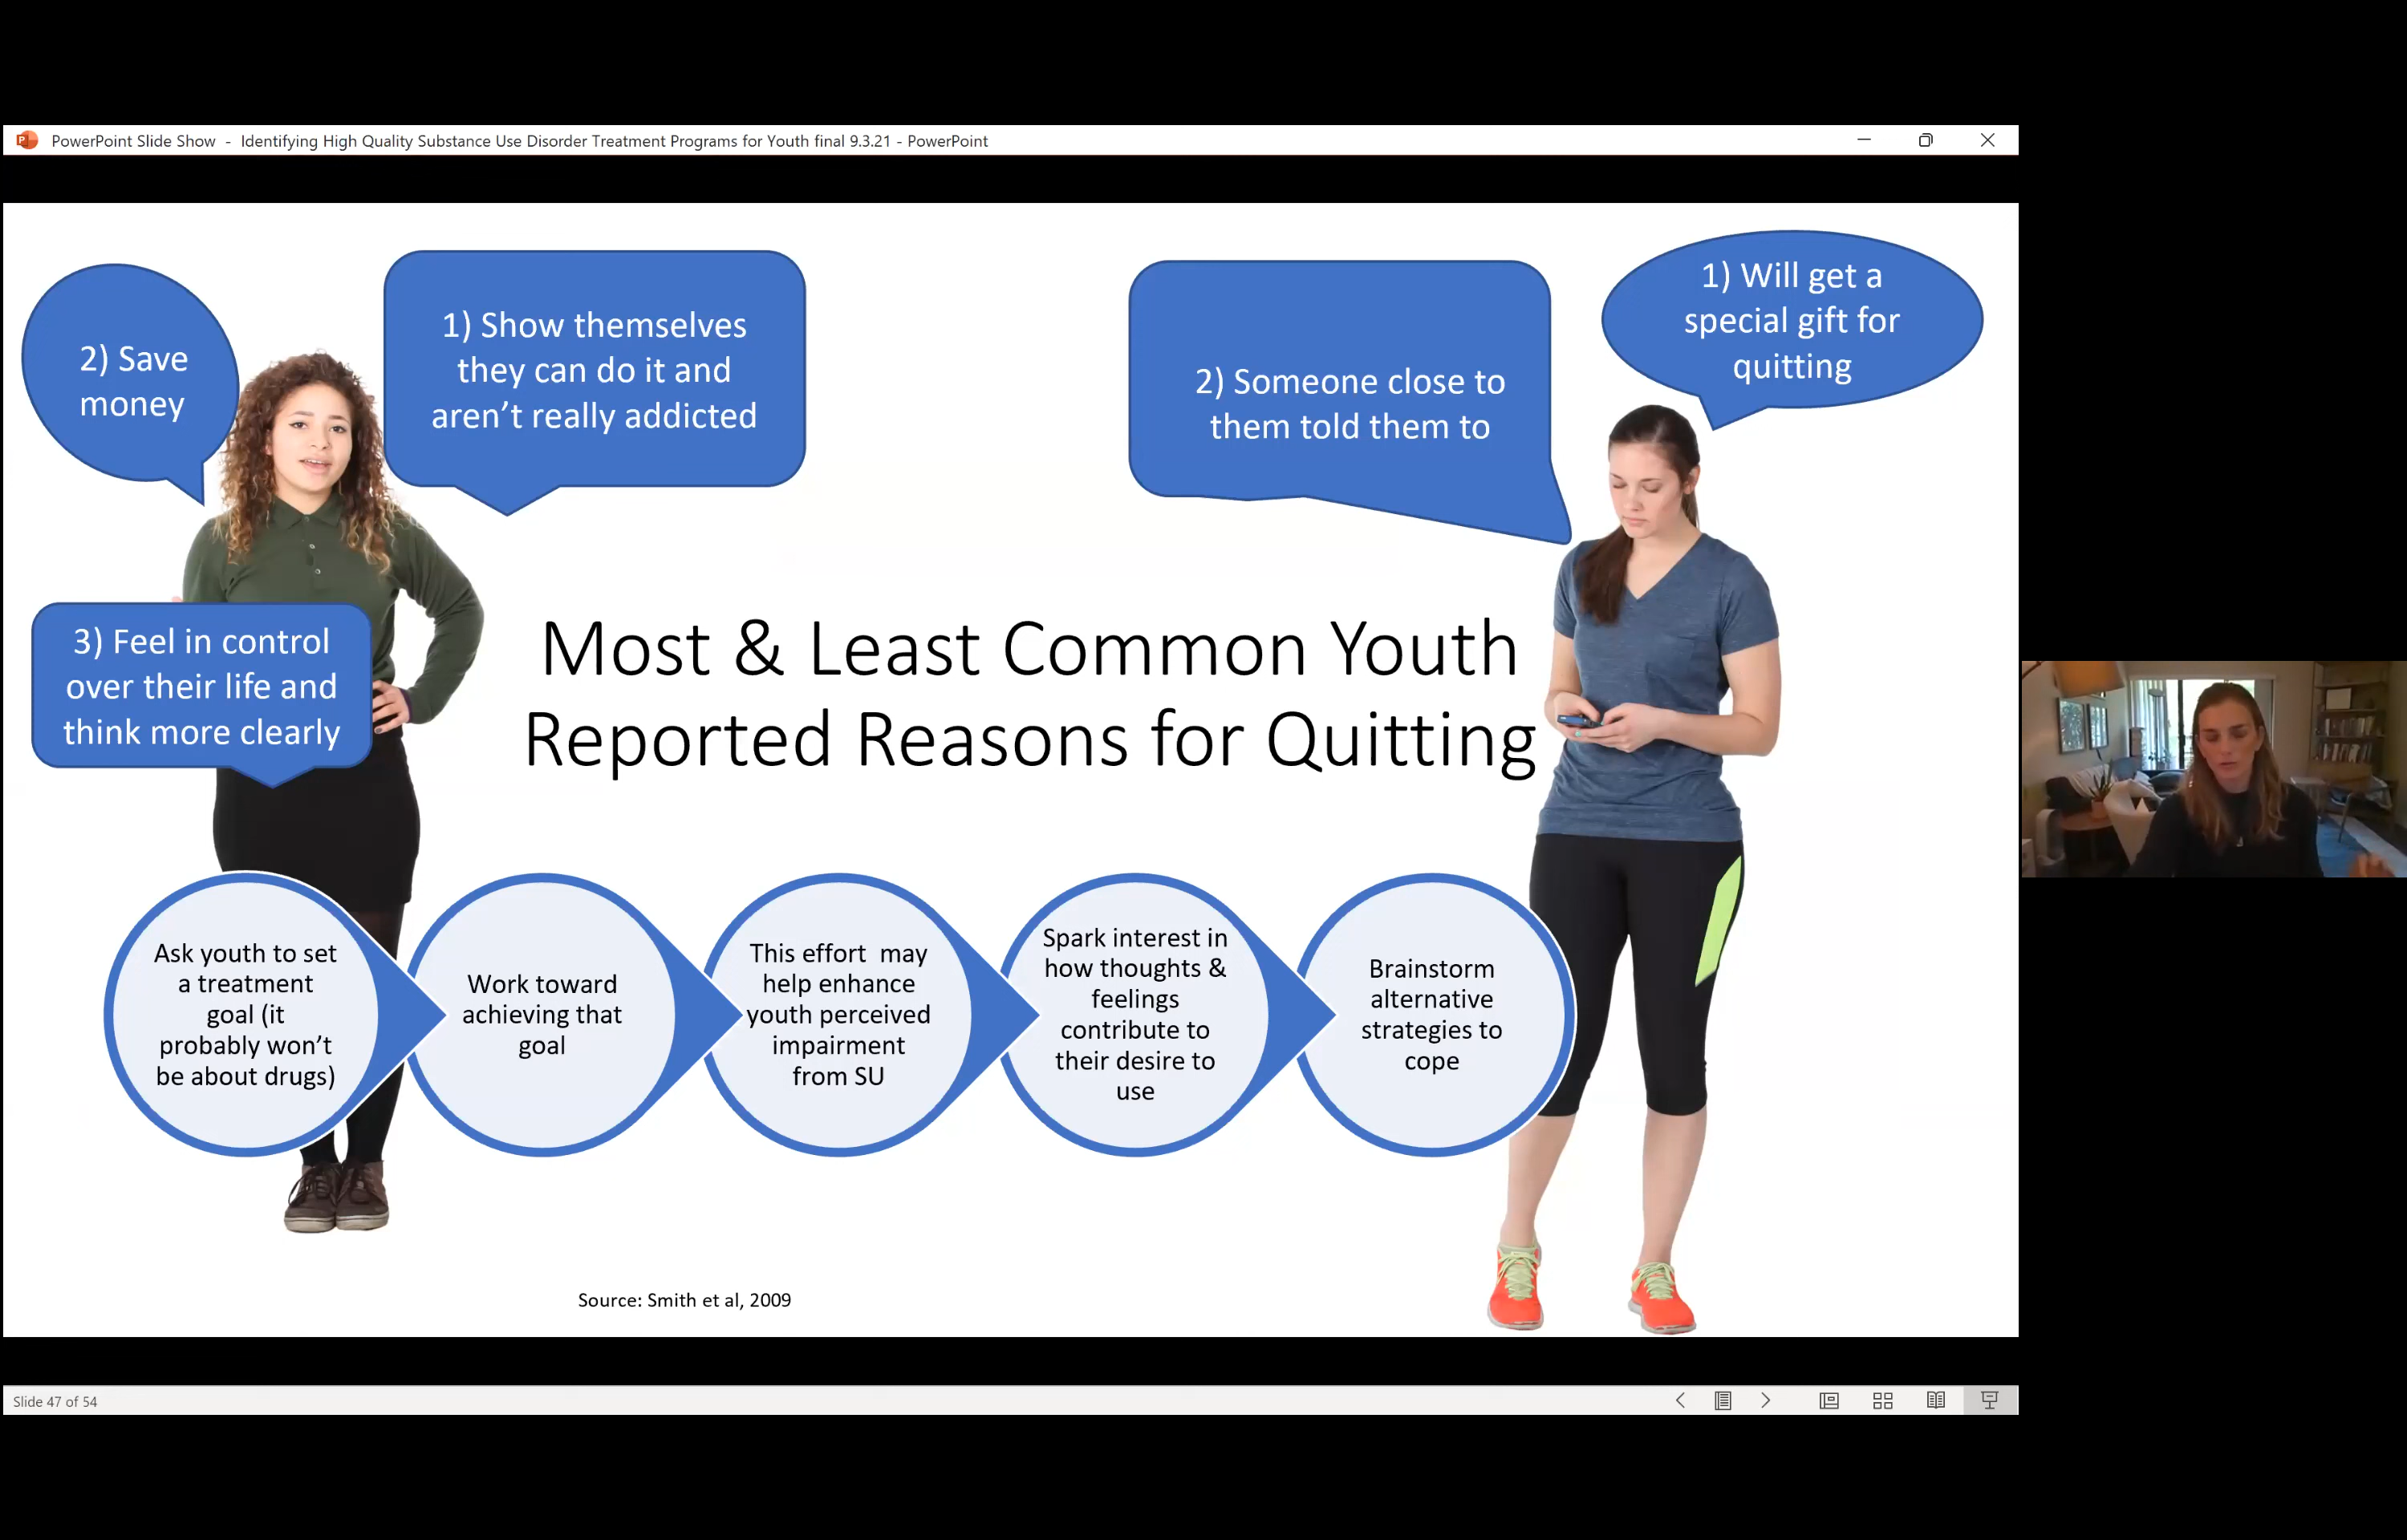 PowerPoint Slide Show - Identifying High Quality Substance Use Disorder Treatment Programs for Youth final 9.3.21 - PowerPoint
2) Save
money
1) Show themselves
they can do it and
aren’t really addicted
2) Someone close to
them told them to
1) Will get a
special gift for
quitting
3) Feel in control
over their life and
think more clearly
Most & Least Common Youth
Reported Reasons for Quitting
Ask youth to set
a treatment
goal (it
probably won’t
be about drugs)
Work toward
achieving that
goal
This effort may
help enhance
youth perceived
impairment
from SU
Spark interest in
how thoughts &
feelings
contribute to
their desire to
use
Brainstorm
alternative
strategies to
cope
Source: Smith et al, 2009
Slide 47 of 54